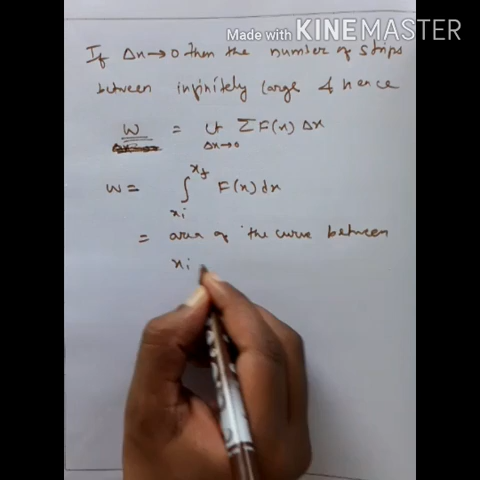 Made with KINEMASTER
If Δx→0 then the number of strips
between infinitely large & hence
W = Lt Σ F(x) Δx
Δx→0
W = ∫ F(x) dx
xf
xi
= area of the curve between
xi